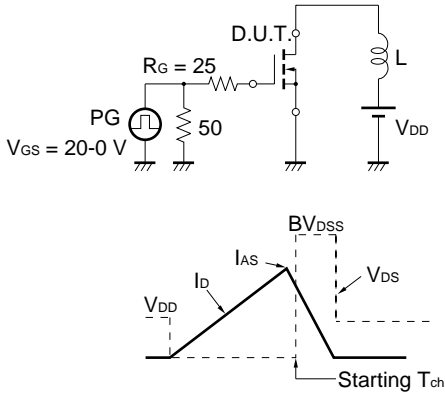 D.U.T.
RG = 25
L
PG
50
VDD
VGS = 20-0 V
BVDSS
IAS
ID
VDS
VDD
Starting Tch